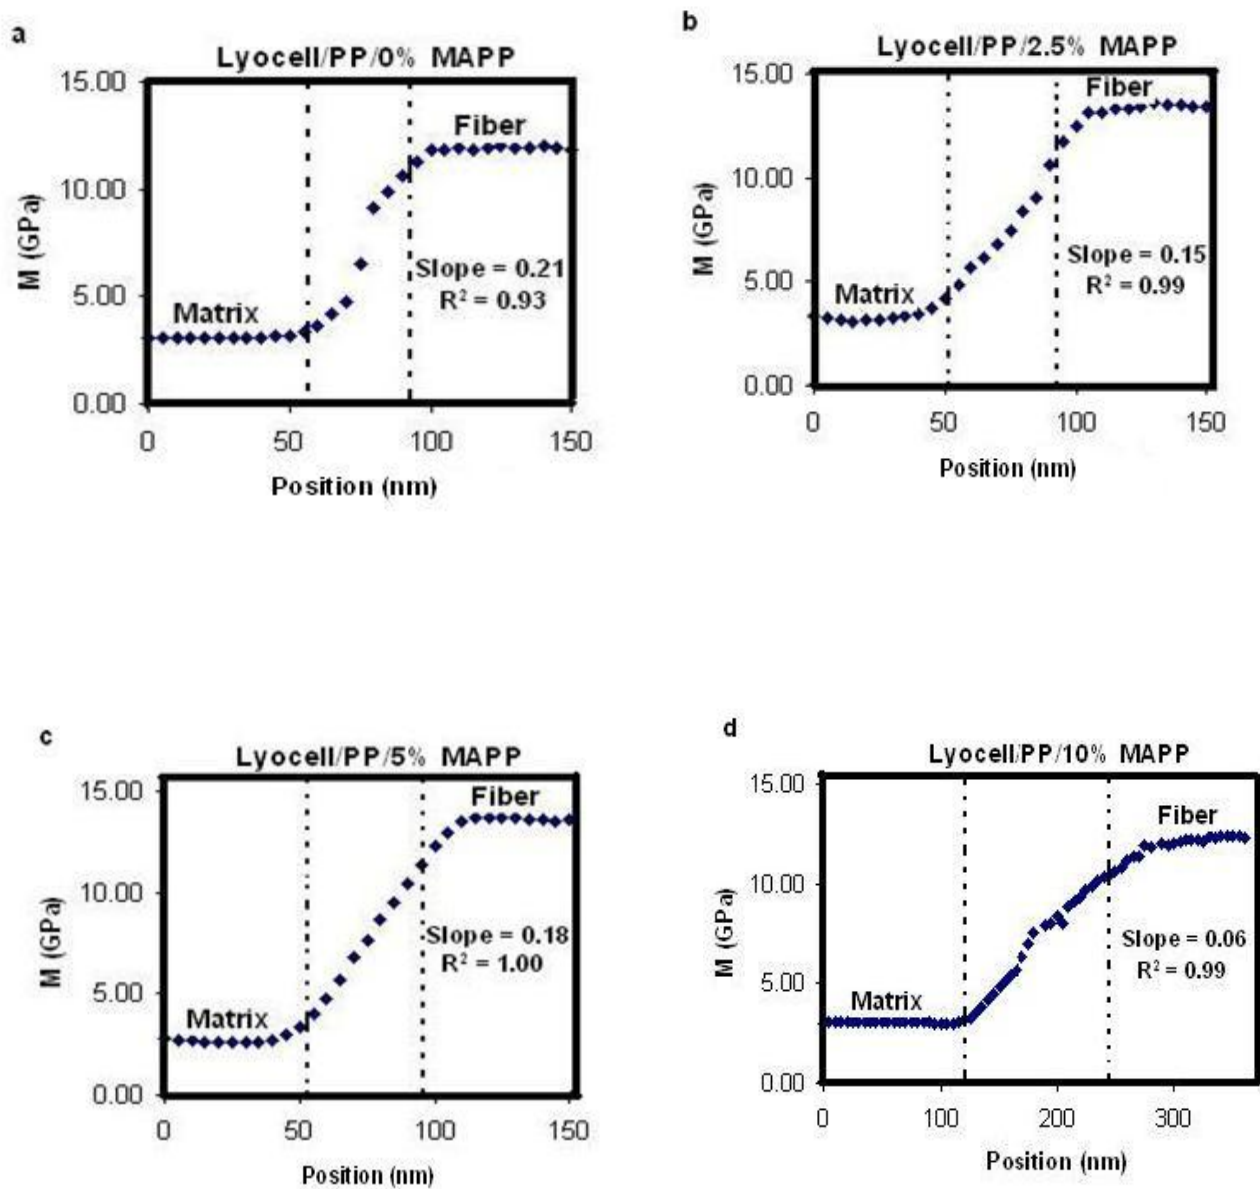 a
Lyocell/PP/0% MAPP
15.00
10.00
5.00
0.00
M (GPa)
Fiber
Matrix
Slope = 0.21
R² = 0.93
0 50 100 150
Position (nm)
b
Lyocell/PP/2.5% MAPP
15.00
10.00
5.00
0.00
M (GPa)
Fiber
Matrix
Slope = 0.15
R² = 0.99
0 50 100 150
Position (nm)
c
Lyocell/PP/5% MAPP
15.00
10.00
5.00
0.00
M (GPa)
Fiber
Matrix
Slope = 0.18
R² = 1.00
0 50 100 150
Position (nm)
d
Lyocell/PP/10% MAPP
15.00
10.00
5.00
0.00
M (GPa)
Fiber
Matrix
Slope = 0.06
R² = 0.99
0 100 200 300
Position (nm)